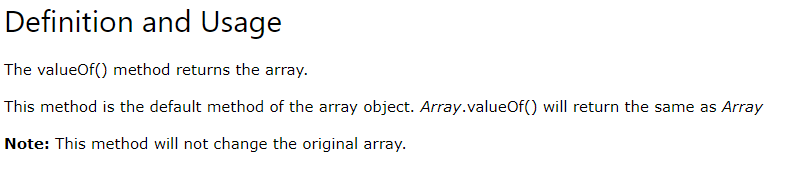 Definition and Usage
The valueOf() method returns the array.
This method is the default method of the array object. Array.valueOf() will return the same as Array
Note: This method will not change the original array.